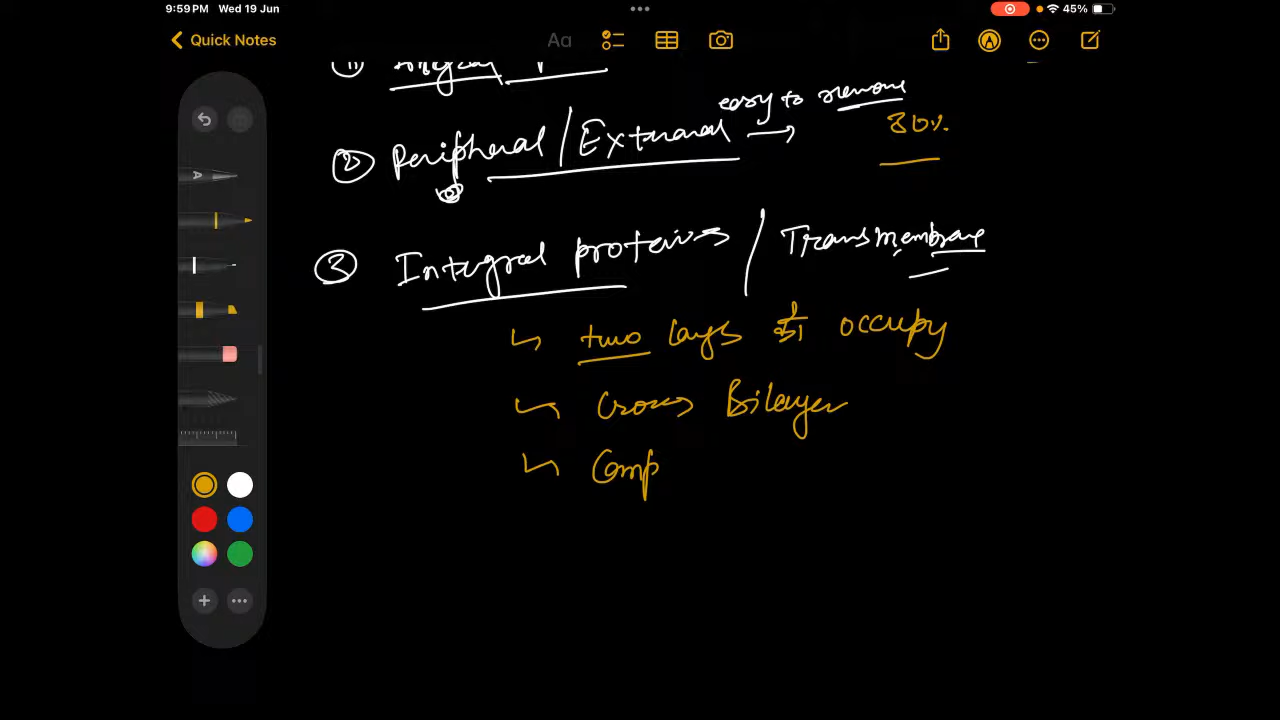 9:59 PM Wed 19 Jun
45%
Quick Notes
Aa
①
easy to remove
② Peripheral / External → 80%
③ Integral proteins / Transmembrane
↳ two layers को occupy
↳ Cross Bilayer
↳ Comp